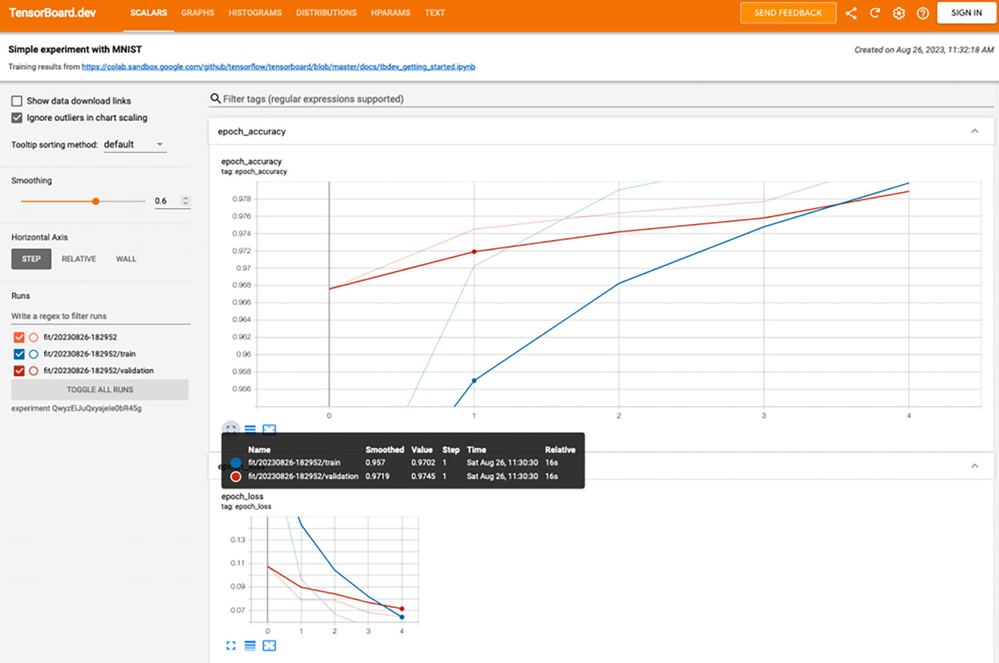 TensorBoard.dev SCALARS GRAPHS HISTOGRAMS DISTRIBUTIONS HPARAMS TEXT SEND FEEDBACK SIGN IN
Simple experiment with MNIST
Created on Aug 26, 2023, 11:32:18 AM
Training results from https://colab.sandbox.google.com/github/tensorflow/tensorboard/blob/master/docs/tbdev_getting_started.ipynb
Show data download links
Ignore outliers in chart scaling
Tooltip sorting method: default
Smoothing
0.6
Horizontal Axis
STEP RELATIVE WALL
Runs
Write a regex to filter runs
fit/20230826-182952
fit/20230826-182952/train
fit/20230826-182952/validation
TOGGLE ALL RUNS
experiment QwyzEiJuQxyajele0bR45g
Filter tags (regular expressions supported)
epoch_accuracy
epoch_accuracy
tag: epoch_accuracy
0.978
0.976
0.974
0.972
0.97
0.968
0.966
0.964
0.962
0.96
0.958
0.956
0 1 2 3 4
Name Smoothed Value Step Time Relative
fit/20230826-182952/train 0.957 0.9702 1 Sat Aug 26, 11:30:30 16s
fit/20230826-182952/validation 0.9719 0.9745 1 Sat Aug 26, 11:30:30 16s
epoch_loss
epoch_loss
tag: epoch_loss
0.13
0.11
0.09
0.07
0 1 2 3 4